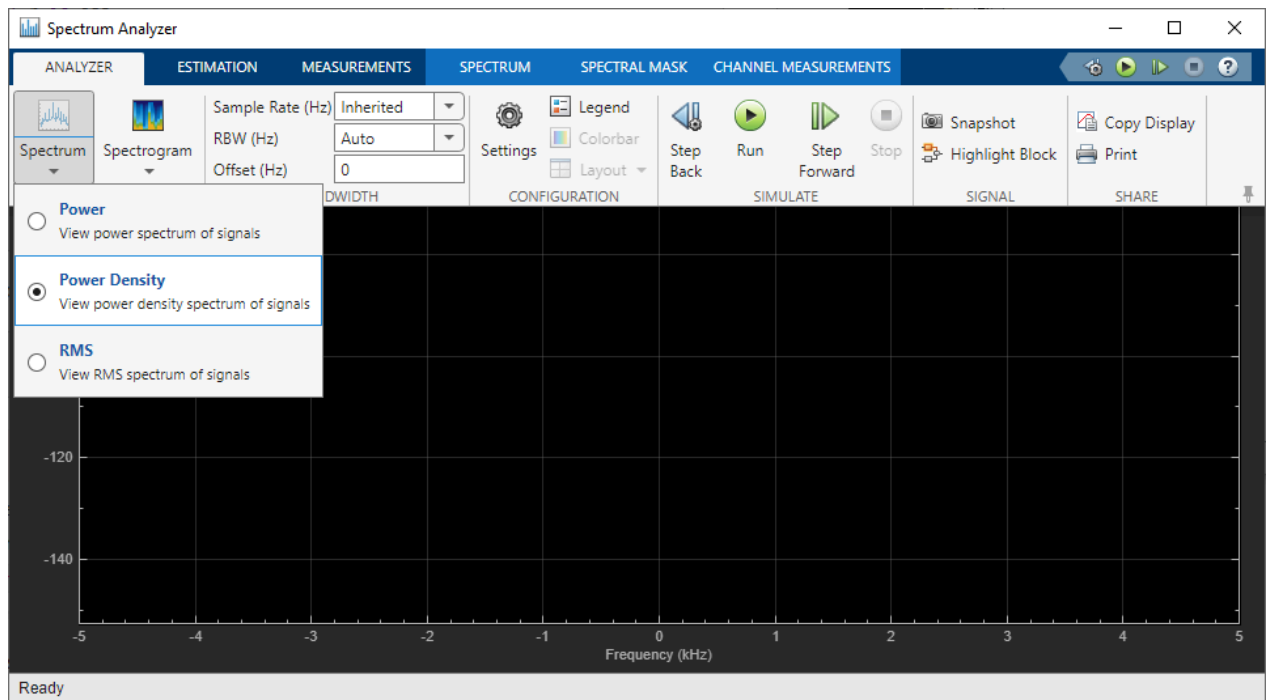 Spectrum Analyzer
ANALYZER ESTIMATION MEASUREMENTS SPECTRUM SPECTRAL MASK CHANNEL MEASUREMENTS
Spectrum
Spectrogram
Sample Rate (Hz) Inherited
RBW (Hz) Auto
Offset (Hz) 0
DWIDTH
Settings
Legend
Colorbar
Layout
CONFIGURATION
Step
Back
Run
Step
Forward
Stop
SIMULATE
Snapshot
Highlight Block
SIGNAL
Copy Display
Print
SHARE
Power
View power spectrum of signals
Power Density
View power density spectrum of signals
RMS
View RMS spectrum of signals
-120
-140
-5 -4 -3 -2 -1 0 1 2 3 4 5
Frequency (kHz)
Ready